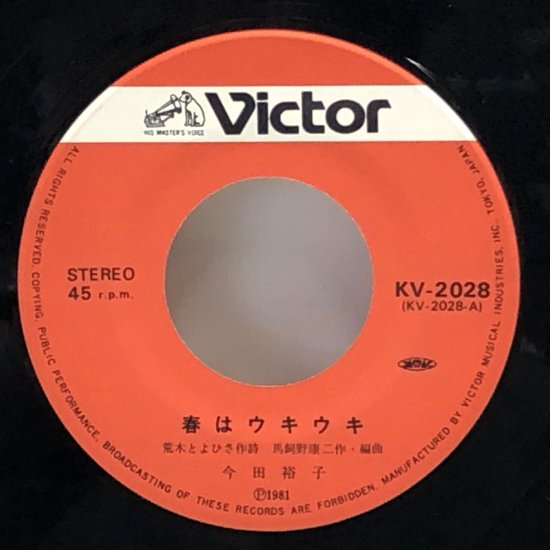 Victor
"HIS MASTER'S VOICE"
STEREO
45 r.p.m.
KV-2028
(KV-2028-A)
春はウキウキ
荒木とよひさ作詩 馬飼野康二作・編曲
今田裕子
Ⓟ1981
ALL RIGHTS RESERVED. COPYING, PUBLIC PERFORMANCE, BROADCASTING OF THESE RECORDS ARE FORBIDDEN. MANUFACTURED BY VICTOR MUSICAL INDUSTRIES, INC., TOKYO, JAPAN